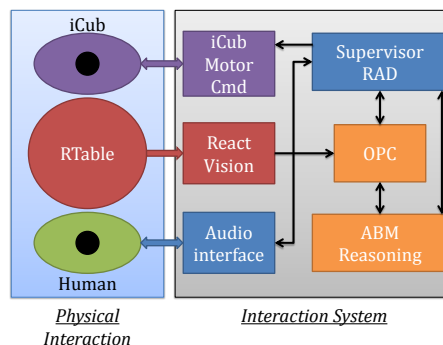 iCub
RTable
Human
iCub
Motor
Cmd
React
Vision
Audio
interface
Supervisor
RAD
OPC
ABM
Reasoning
Physical
Interaction
Interaction System